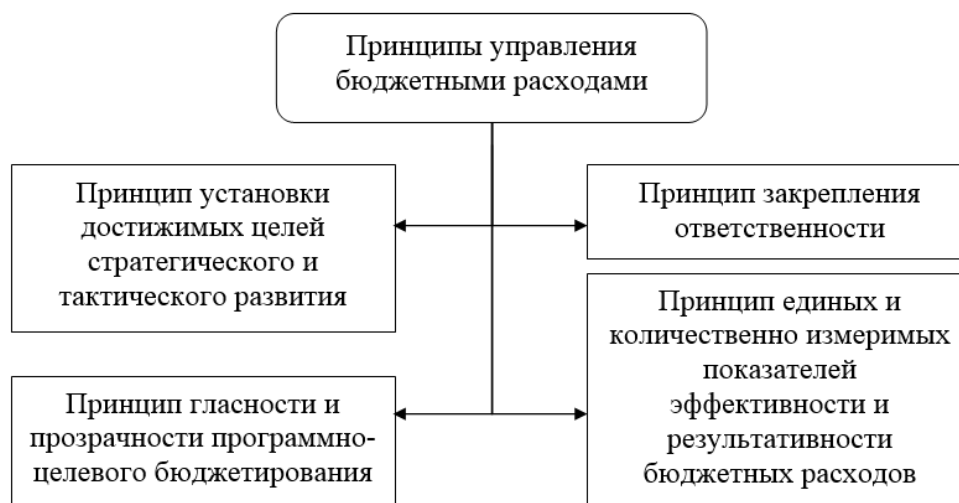 Принципы управления
бюджетными расходами
Принцип установки
достижимых целей
стратегического и
тактического развития
Принцип закрепления
ответственности
Принцип гласности и
прозрачности программно-
целевого бюджетирования
Принцип единых и
количественно измеримых
показателей
эффективности и
результативности
бюджетных расходов